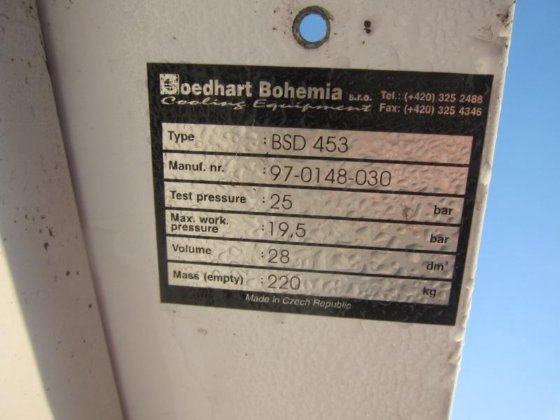 Goedhart Bohemia s.r.o. Tel.: (+420) 325 2488
Cooling Equipment Fax: (+420) 325 4346
Type : BSD 453
Manuf. nr. : 97-0148-030
Test pressure : 25 bar
Max. work. pressure : 19,5 bar
Volume : 28 dm³
Mass (empty) : 220 kg
Made in Czech Republic